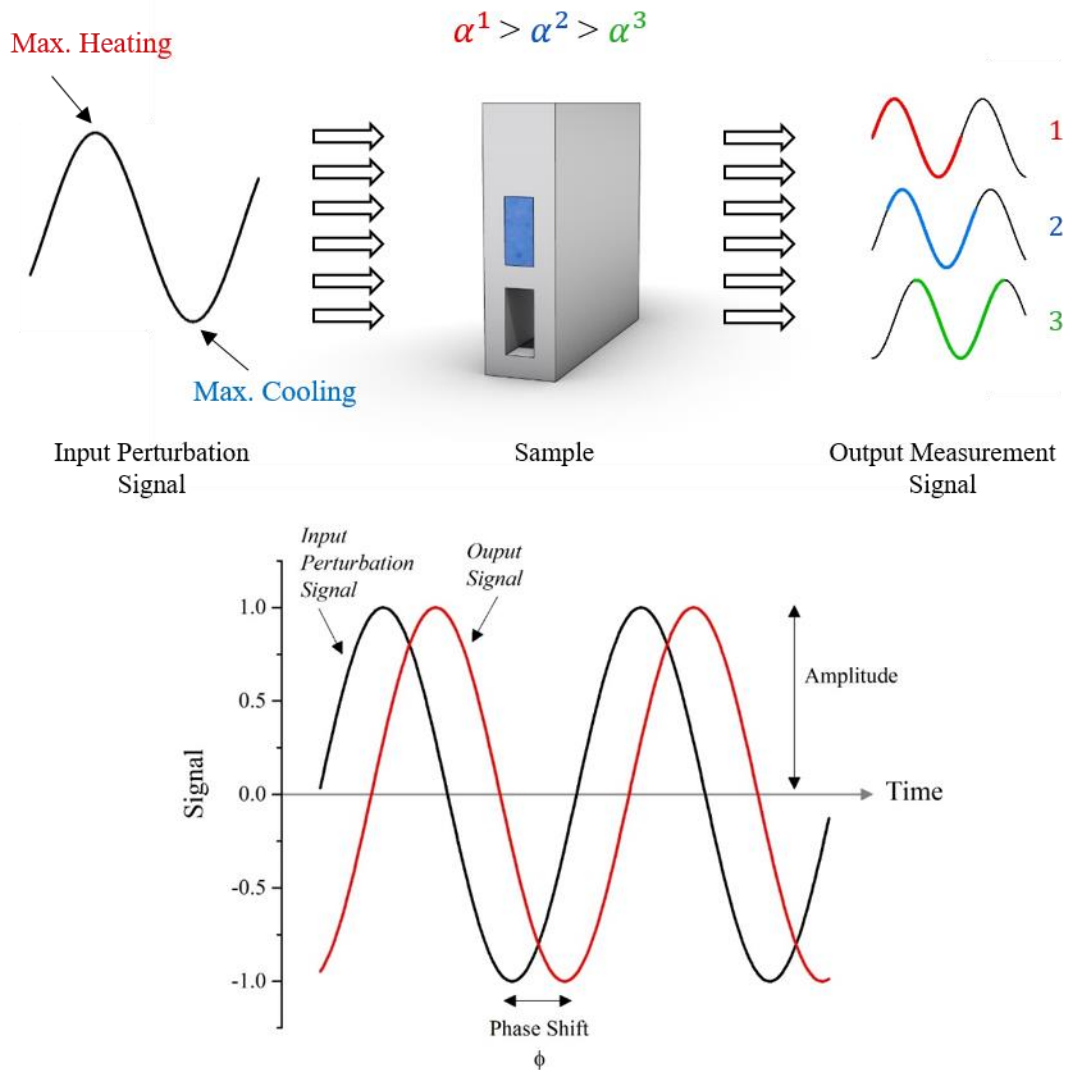 α¹ > α² > α³
Max. Heating
1
2
3
Max. Cooling
Input Perturbation
Signal
Sample
Output Measurement
Signal
Input
Perturbation
Signal
Ouput
Signal
1.0
0.5
0.0
-0.5
-1.0
Signal
Amplitude
Time
Phase Shift
ϕ